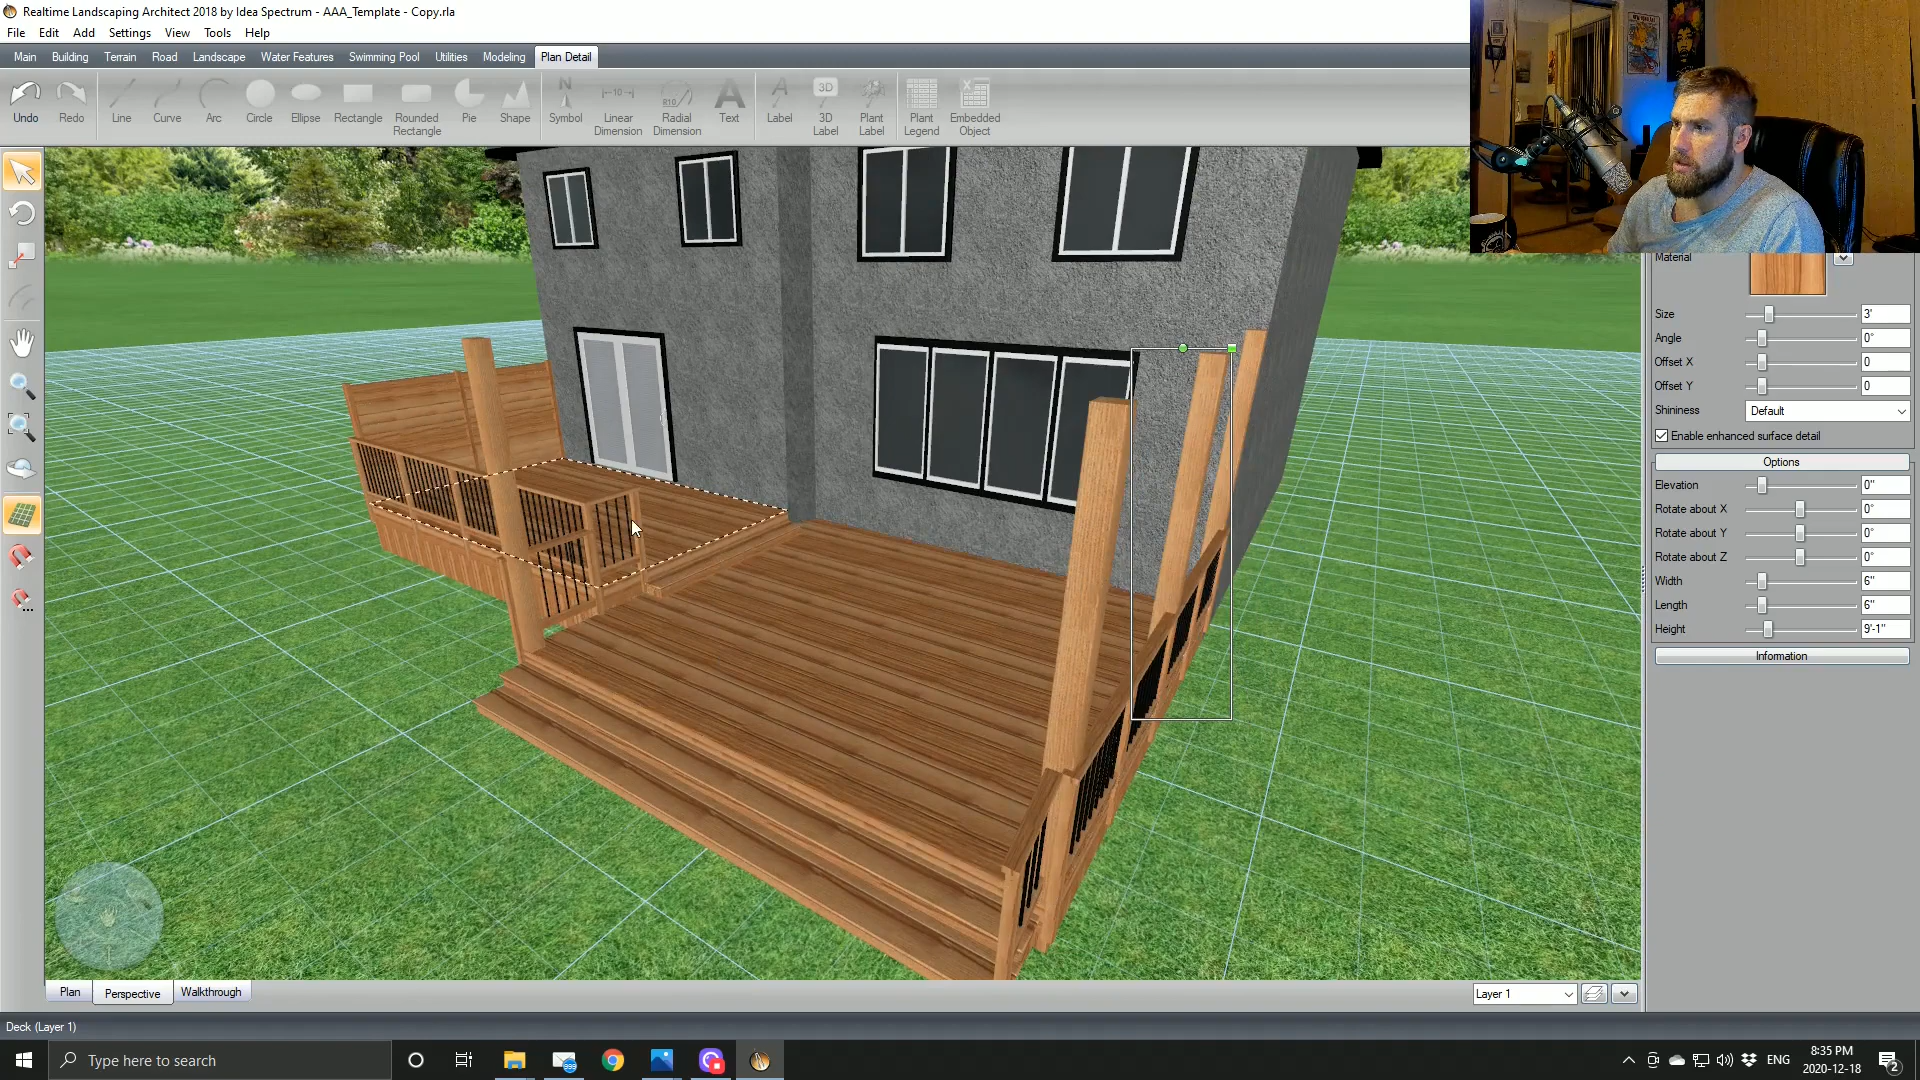 Realtime Landscaping Architect 2018 by Idea Spectrum - AAA_Template - Copy.rla
File Edit Add Settings View Tools Help
Main Building Terrain Road Landscape Water Features Swimming Pool Utilities Modeling Plan Detail
Undo Redo Line Curve Arc Circle Ellipse Rectangle Rounded Rectangle Pie Shape N Symbol 10 Linear Dimension R10 Radial Dimension A Text A Label 3D 3D Label Plant Label Plant Legend Embedded Object
Material
Size 3'
Angle 0°
Offset X 0
Offset Y 0
Shininess Default
Enable enhanced surface detail
Options
Elevation 0"
Rotate about X 0°
Rotate about Y 0°
Rotate about Z 0°
Width 6"
Length 6"
Height 9'-1"
Information
Plan Perspective Walkthrough
Layer 1
Deck (Layer 1)
Type here to search
ENG
8:35 PM
2020-12-18
2